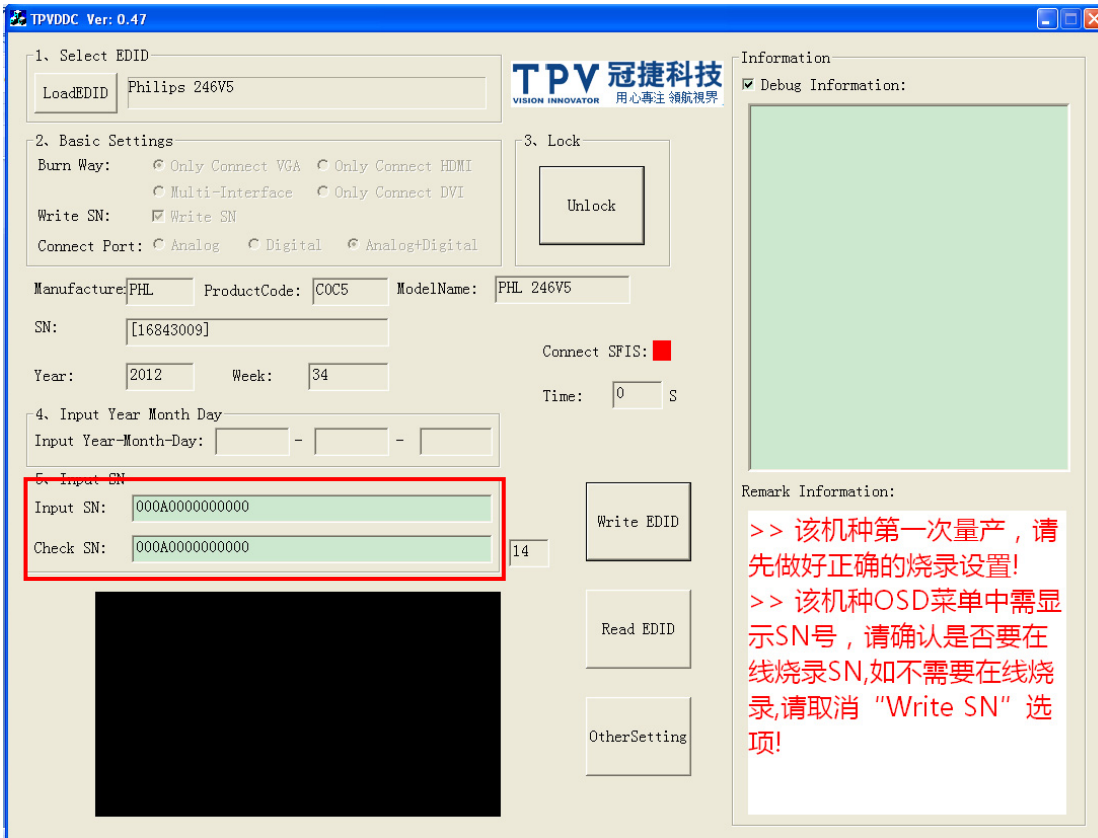 TPVDDC Ver: 0.47
1、Select EDID
LoadEDID Philips 246V5
TPV 冠捷科技
VISION INNOVATOR 用心專注 領航視界
2、Basic Settings
Burn Way: Only Connect VGA Only Connect HDMI
Multi-Interface Only Connect DVI
Write SN: Write SN
Connect Port: Analog Digital Analog+Digital
3、Lock
Unlock
Manufacture: PHL ProductCode: C0C5 ModelName: PHL 246V5
SN: [16843009]
Year: 2012 Week: 34
Connect SFIS:
Time: 0 S
4、Input Year Month Day
Input Year-Month-Day: - -
5、Input SN
Input SN: 000A0000000000
Check SN: 000A0000000000
14
Write EDID
Read EDID
OtherSetting
Information
Debug Information:
Remark Information:
>> 该机种第一次量产，请
先做好正确的烧录设置!
>> 该机种OSD菜单中需显
示SN号，请确认是否要在
线烧录SN,如不需要在线烧
录,请取消“Write SN”选
项!